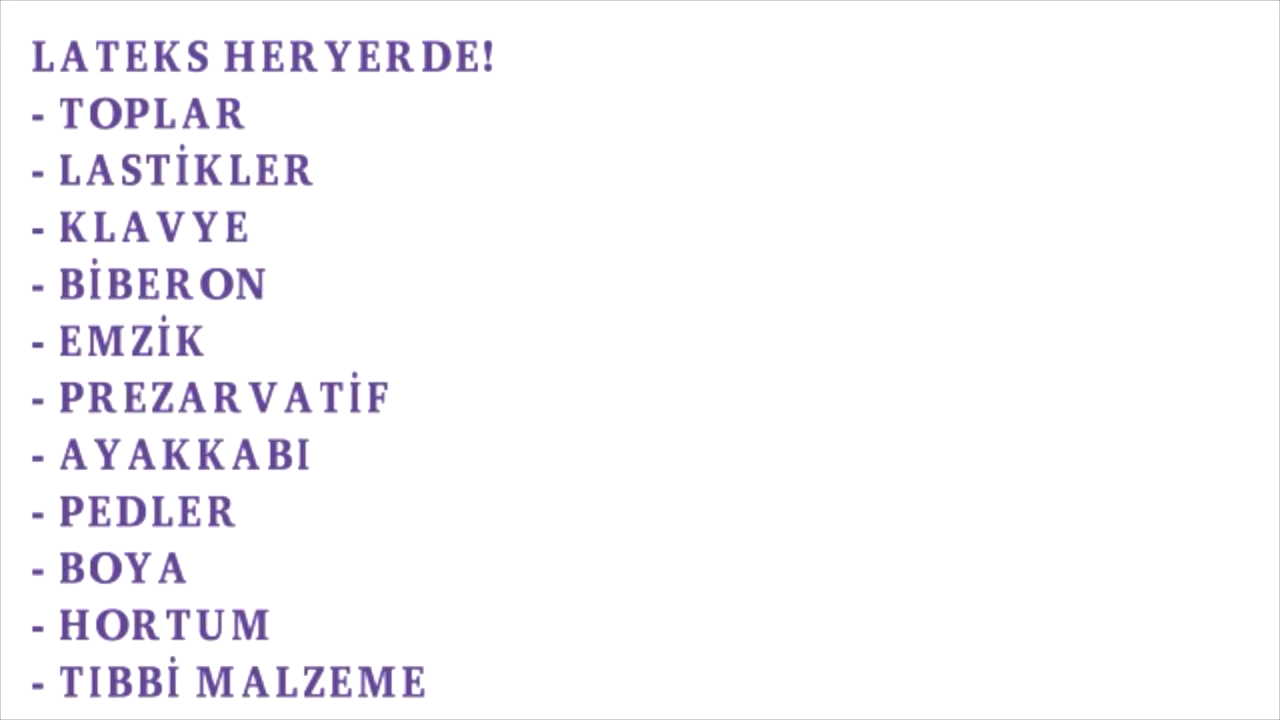 LATEKS HERYERDE!
- TOPLAR
- LASTİKLER
- KLAVYE
- BİBERON
- EMZİK
- PREZARVATİF
- AYAKKABI
- PEDLER
- BOYA
- HORTUM
- TIBBİ MALZEME